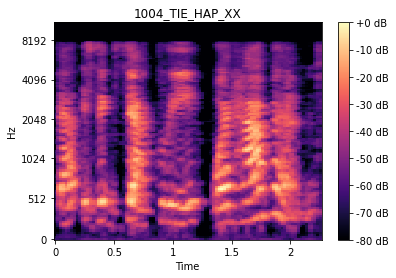 1004_TIE_HAP_XX
+0 dB
8192
-10 dB
4096
-20 dB
-30 dB
2048
Hz
-40 dB
1024
-50 dB
-60 dB
512
-70 dB
0
-80 dB
0 0.5 1 1.5 2
Time